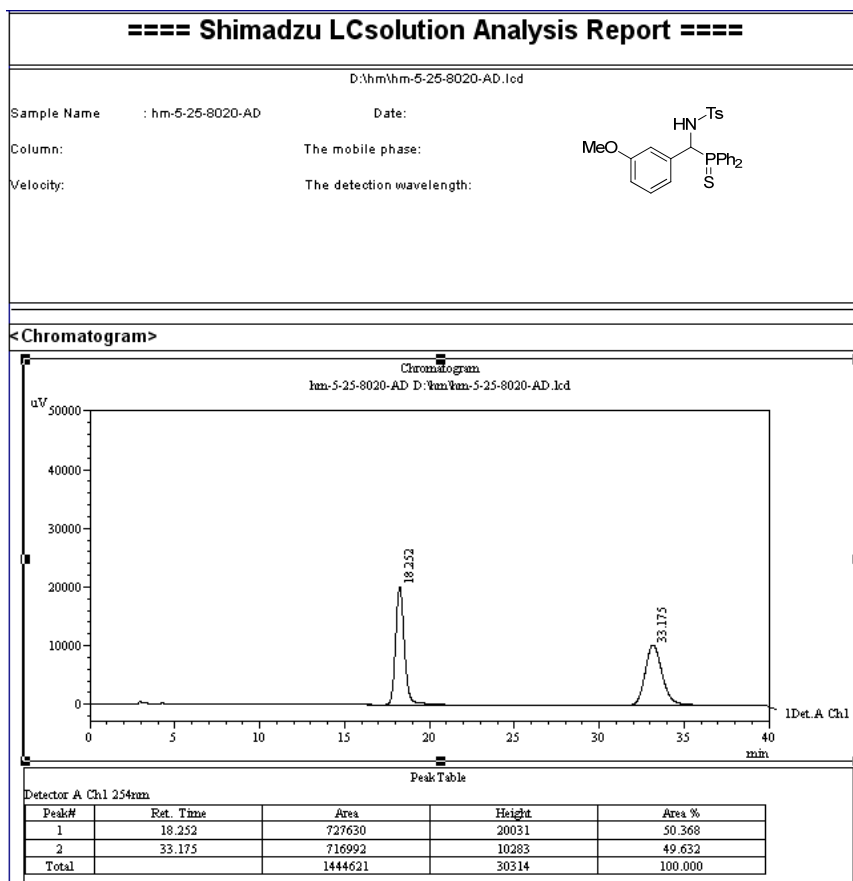 ==== Shimadzu LCsolution Analysis Report ====
D:\hm\hm-5-25-8020-AD.lcd
Sample Name : hm-5-25-8020-AD Date:
Column: The mobile phase:
Velocity: The detection wavelength:
HN Ts
MeO PPh2
S
<Chromatogram>
Chromatogram
hm-5-25-8020-AD D:\hm\hm-5-25-8020-AD.lcd
uV
50000
40000
30000
20000
10000
0
18.252
33.175
1Det.A Ch1
0 5 10 15 20 25 30 35 40
min
PeakTable
Detector A Ch1 254nm
Peak# Ret. Time Area Height Area %
1 18.252 727630 20031 50.368
2 33.175 716992 10283 49.632
Total 1444621 30314 100.000